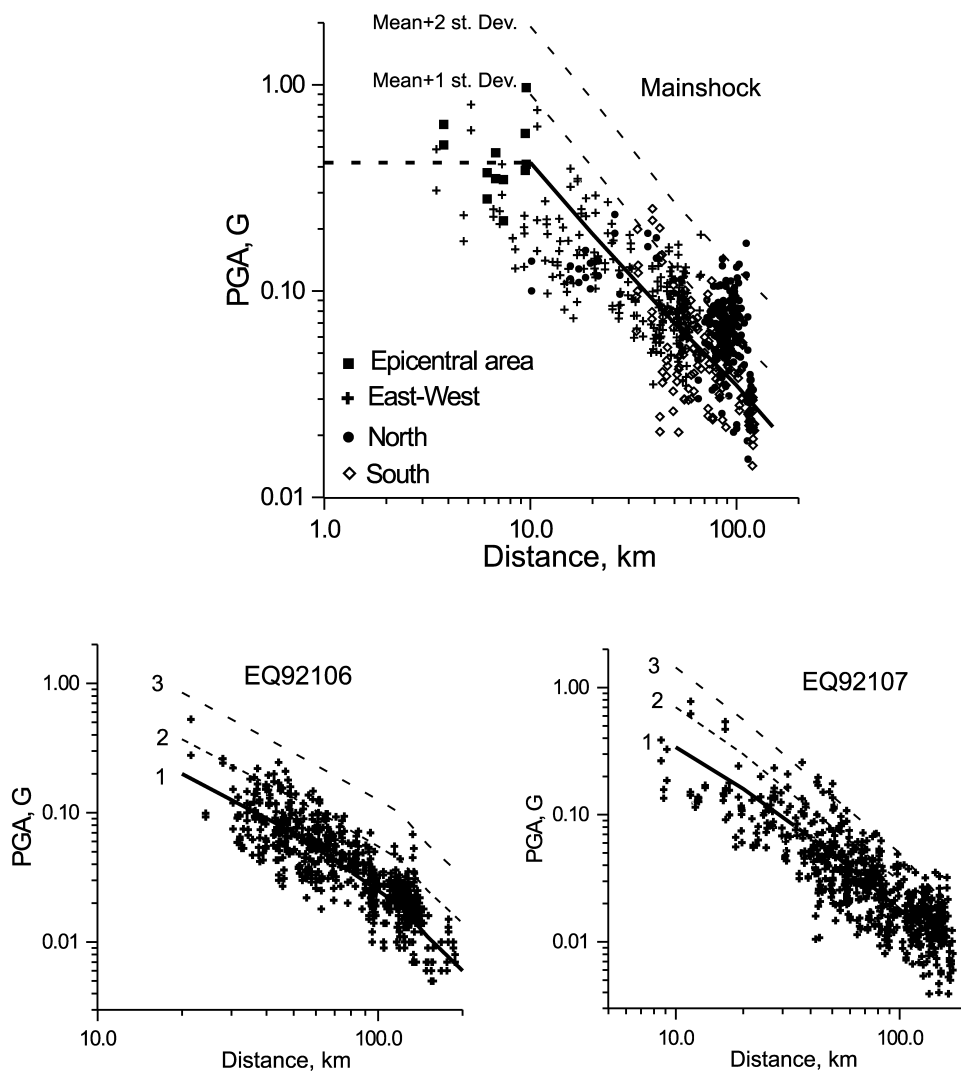 Mean+2 st. Dev.
Mean+1 st. Dev.
Mainshock
1.00
0.10
0.01
PGA, G
Epicentral area
East-West
North
South
1.0
10.0
100.0
Distance, km
EQ92106
3
2
1
1.00
0.10
0.01
PGA, G
10.0
100.0
Distance, km
EQ92107
3
2
1
1.00
0.10
0.01
PGA, G
10.0
100.0
Distance, km